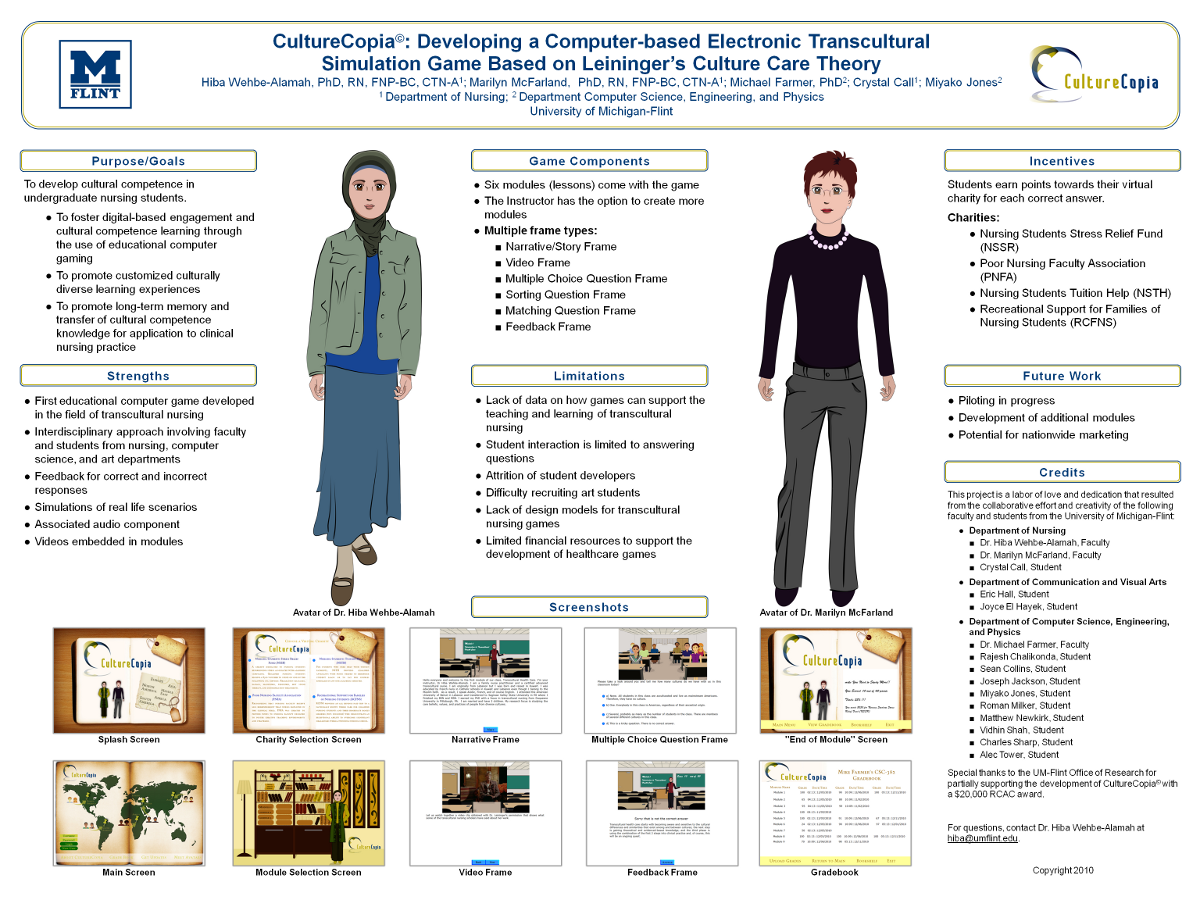 M
FLINT
CultureCopia©: Developing a Computer-based Electronic Transcultural
Simulation Game Based on Leininger's Culture Care Theory
Hiba Wehbe-Alamah, PhD, RN, FNP-BC, CTN-A1; Marilyn McFarland, PhD, RN, FNP-BC, CTN-A1; Michael Farmer, PhD2; Crystal Call1; Miyako Jones2
1 Department of Nursing; 2 Department Computer Science, Engineering, and Physics
University of Michigan-Flint
CultureCopia
Purpose/Goals
To develop cultural competence in
undergraduate nursing students.
● To foster digital-based engagement and
cultural competence learning through
the use of educational computer
gaming
● To promote customized culturally
diverse learning experiences
● To promote long-term memory and
transfer of cultural competence
knowledge for application to clinical
nursing practice
Strengths
● First educational computer game developed
in the field of transcultural nursing
● Interdisciplinary approach involving faculty
and students from nursing, computer
science, and art departments
● Feedback for correct and incorrect
responses
● Simulations of real life scenarios
● Associated audio component
● Videos embedded in modules
Avatar of Dr. Hiba Wehbe-Alamah
Game Components
● Six modules (lessons) come with the game
● The Instructor has the option to create more
modules
● Multiple frame types:
■ Narrative/Story Frame
■ Video Frame
■ Multiple Choice Question Frame
■ Sorting Question Frame
■ Matching Question Frame
■ Feedback Frame
Limitations
● Lack of data on how games can support the
teaching and learning of transcultural
nursing
● Student interaction is limited to answering
questions
● Attrition of student developers
● Difficulty recruiting art students
● Lack of design models for transcultural
nursing games
● Limited financial resources to support the
development of healthcare games
Avatar of Dr. Marilyn McFarland
Incentives
Students earn points towards their virtual
charity for each correct answer.
Charities:
● Nursing Students Stress Relief Fund
(NSSR)
● Poor Nursing Faculty Association
(PNFA)
● Nursing Students Tuition Help (NSTH)
● Recreational Support for Families of
Nursing Students (RCFNS)
Future Work
● Piloting in progress
● Development of additional modules
● Potential for nationwide marketing
Credits
This project is a labor of love and dedication that resulted
from the collaborative effort and creativity of the following
faculty and students from the University of Michigan-Flint:
● Department of Nursing
■ Dr. Hiba Wehbe-Alamah, Faculty
■ Dr. Marilyn McFarland, Faculty
■ Crystal Call, Student
● Department of Communication and Visual Arts
■ Eric Hall, Student
■ Joyce El Hayek, Student
● Department of Computer Science, Engineering,
and Physics
■ Dr. Michael Farmer, Faculty
■ Rajesh Chalikonda, Student
■ Sean Collins, Student
■ Joseph Jackson, Student
■ Miyako Jones, Student
■ Roman Milker, Student
■ Matthew Newkirk, Student
■ Vidhin Shah, Student
■ Charles Sharp, Student
■ Alec Tower, Student
Special thanks to the UM-Flint Office of Research for
partially supporting the development of CultureCopia© with
a $20,000 RCAC award.
For questions, contact Dr. Hiba Wehbe-Alamah at
hiba@umflint.edu.
Copyright 2010
Screenshots
CultureCopia
Splash Screen
Charity Selection Screen
Narrative Frame
Multiple Choice Question Frame
CultureCopia
"End of Module" Screen
CultureCopia
Main Screen
CultureCopia
Module Selection Screen
Video Frame
Feedback Frame
CultureCopia
Mike Farmer's CSC-382
Gradebook
Gradebook